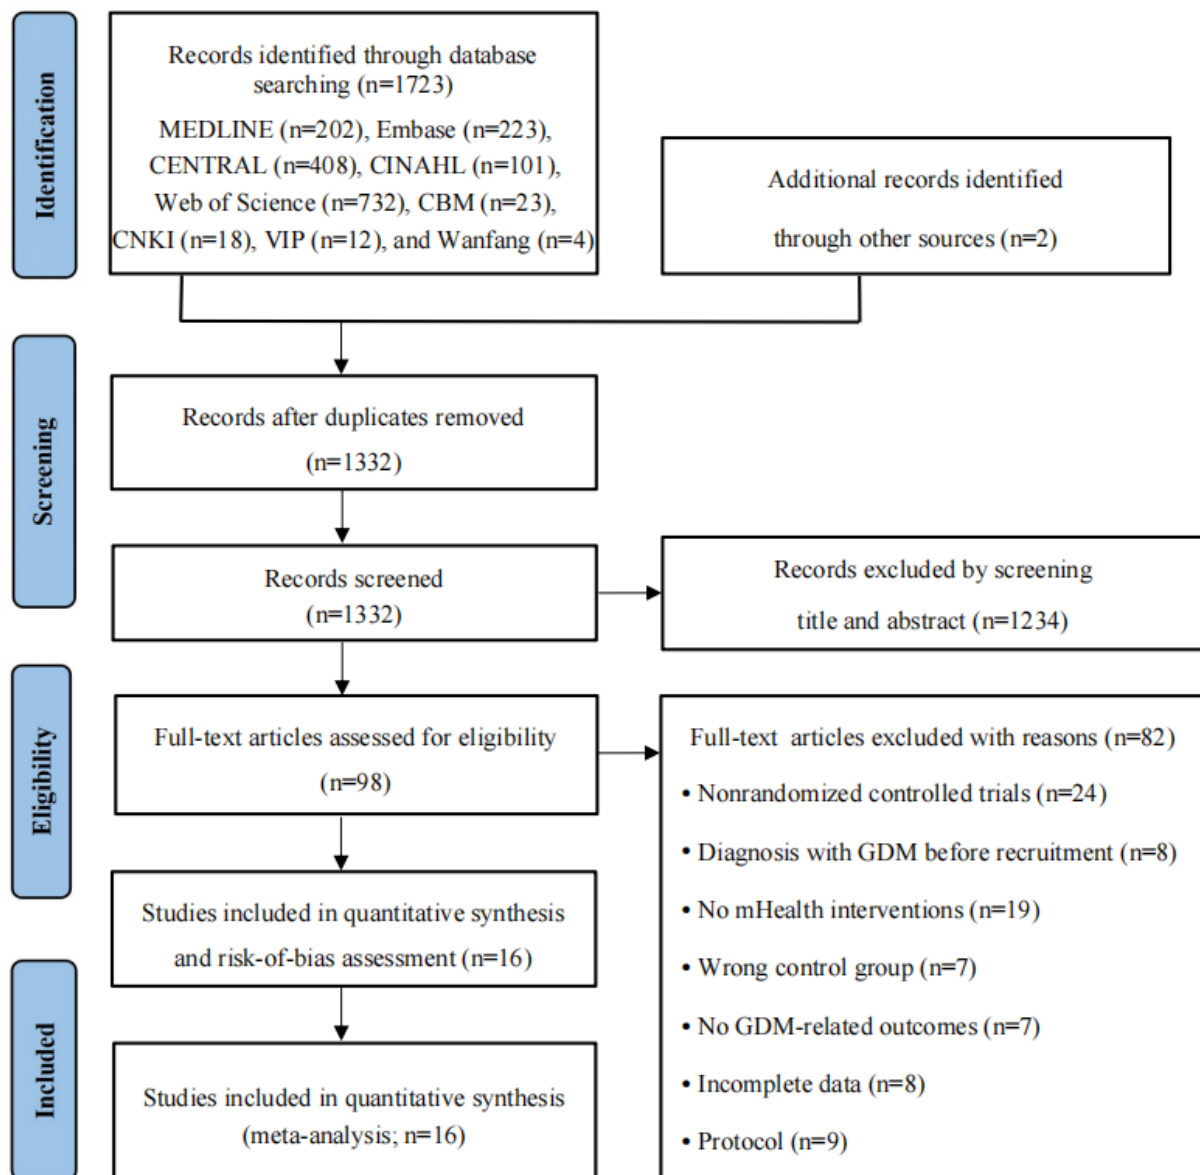 Identification
Records identified through database
searching (n=1723)
MEDLINE (n=202), Embase (n=223),
CENTRAL (n=408), CINAHL (n=101),
Web of Science (n=732), CBM (n=23),
CNKI (n=18), VIP (n=12), and Wanfang (n=4)
Additional records identified
through other sources (n=2)
Screening
Records after duplicates removed
(n=1332)
Records screened
(n=1332)
Records excluded by screening
title and abstract (n=1234)
Eligibility
Full-text articles assessed for eligibility
(n=98)
Full-text articles excluded with reasons (n=82)
• Nonrandomized controlled trials (n=24)
• Diagnosis with GDM before recruitment (n=8)
• No mHealth interventions (n=19)
• Wrong control group (n=7)
• No GDM-related outcomes (n=7)
• Incomplete data (n=8)
• Protocol (n=9)
Studies included in quantitative synthesis
and risk-of-bias assessment (n=16)
Included
Studies included in quantitative synthesis
(meta-analysis; n=16)